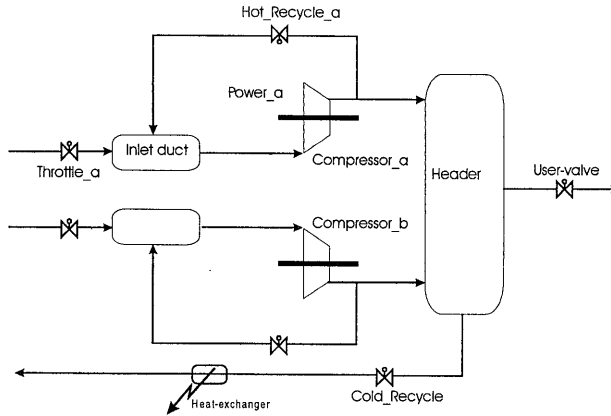 Hot_Recycle_a
Power_a
Inlet duct
Throttle_a
Compressor_a
Header
User-valve
Compressor_b
Cold_Recycle
Heat-exchanger